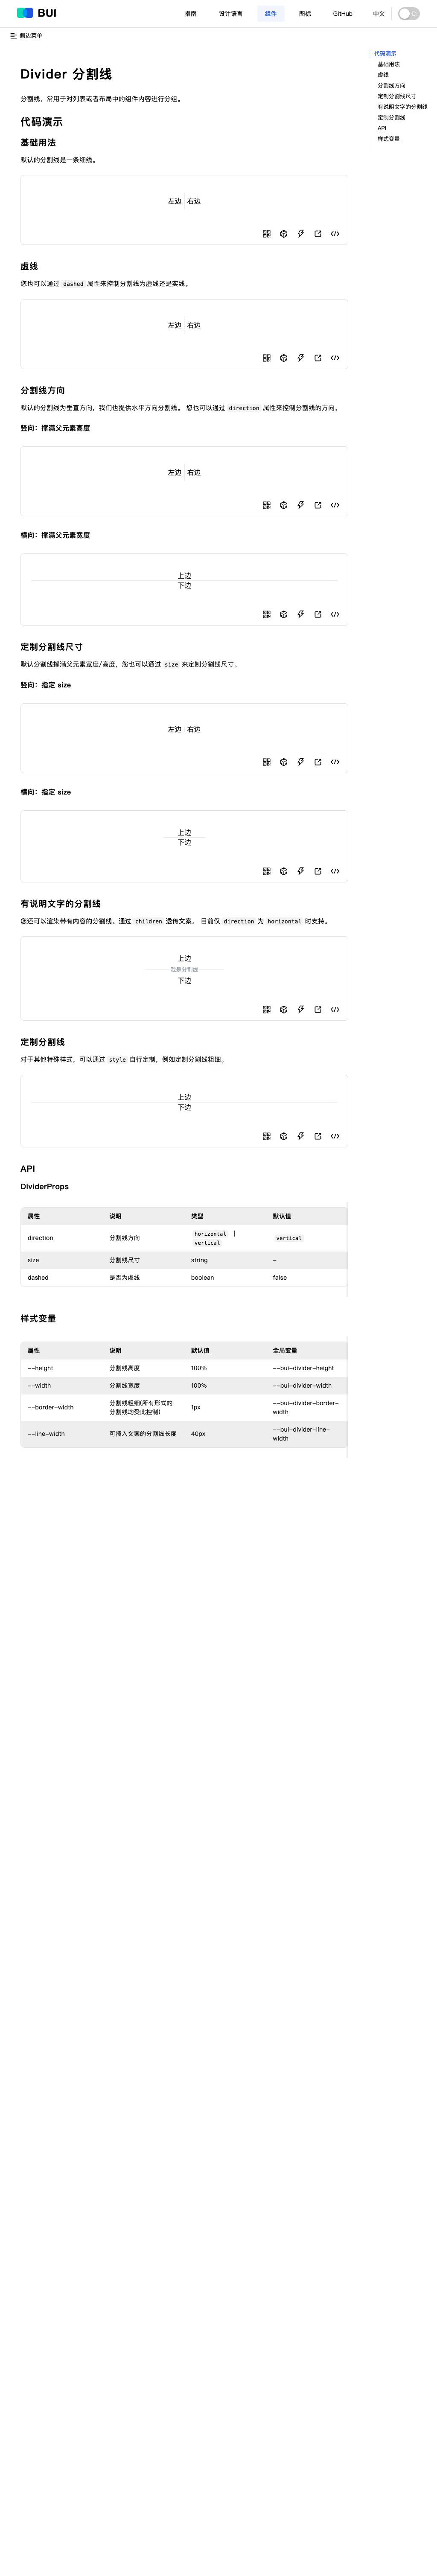 BUI
指南
设计语言
组件
图标
GitHub
中文
侧边菜单
代码演示
基础用法
虚线
分割线方向
定制分割线尺寸
有说明文字的分割线
定制分割线
API
样式变量
Divider 分割线
分割线，常用于对列表或者布局中的组件内容进行分组。
代码演示
基础用法
默认的分割线是一条细线。
左边 右边
虚线
您也可以通过 dashed 属性来控制分割线为虚线还是实线。
左边 右边
分割线方向
默认的分割线为垂直方向，我们也提供水平方向分割线。 您也可以通过 direction 属性来控制分割线的方向。
竖向：撑满父元素高度
左边 右边
横向：撑满父元素宽度
上边
下边
定制分割线尺寸
默认分割线撑满父元素宽度/高度，您也可以通过 size 来定制分割线尺寸。
竖向：指定 size
左边 右边
横向：指定 size
上边
下边
有说明文字的分割线
您还可以渲染带有内容的分割线。通过 children 透传文案。 目前仅 direction 为 horizontal 时支持。
上边
我是分割线
下边
定制分割线
对于其他特殊样式，可以通过 style 自行定制，例如定制分割线粗细。
上边
下边
API
DividerProps
属性 说明 类型 默认值
direction 分割线方向 horizontal | vertical vertical
size 分割线尺寸 string -
dashed 是否为虚线 boolean false
样式变量
属性 说明 默认值 全局变量
--height 分割线高度 100% --bui-divider-height
--width 分割线宽度 100% --bui-divider-width
--border-width 分割线粗细(所有形式的分割线均受此控制) 1px --bui-divider-border-width
--line-width 可插入文案的分割线长度 40px --bui-divider-line-width